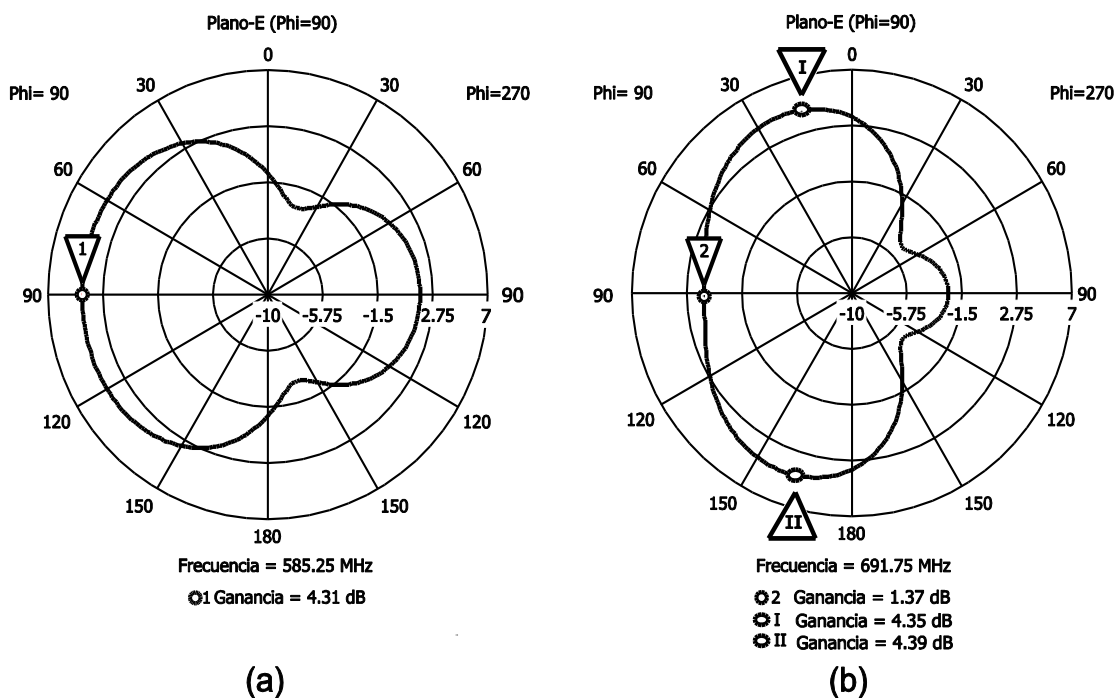 Plano-E (Phi=90)
0
Phi= 90
30
30
Phi=270
60
60
1
90
90
-10
-5.75
-1.5
2.75
7
120
120
150
150
180
Frecuencia = 585.25 MHz
1 Ganancia = 4.31 dB
(a)
Plano-E (Phi=90)
I
0
Phi= 90
30
30
Phi=270
60
60
2
90
90
-10
-5.75
-1.5
2.75
7
120
120
150
150
II
180
Frecuencia = 691.75 MHz
2 Ganancia = 1.37 dB
I Ganancia = 4.35 dB
II Ganancia = 4.39 dB
(b)